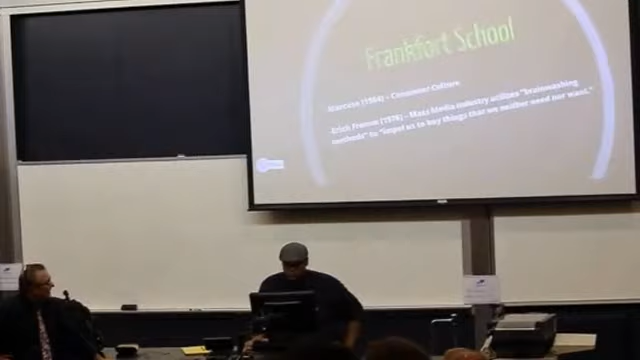 Frankfort School
Marcuse (1964) – Consumer Culture
Erich Fromm (1976) – Mass Media industry utilizes "brainwashing
methods" to "impel us to buy things that we neither need nor want."